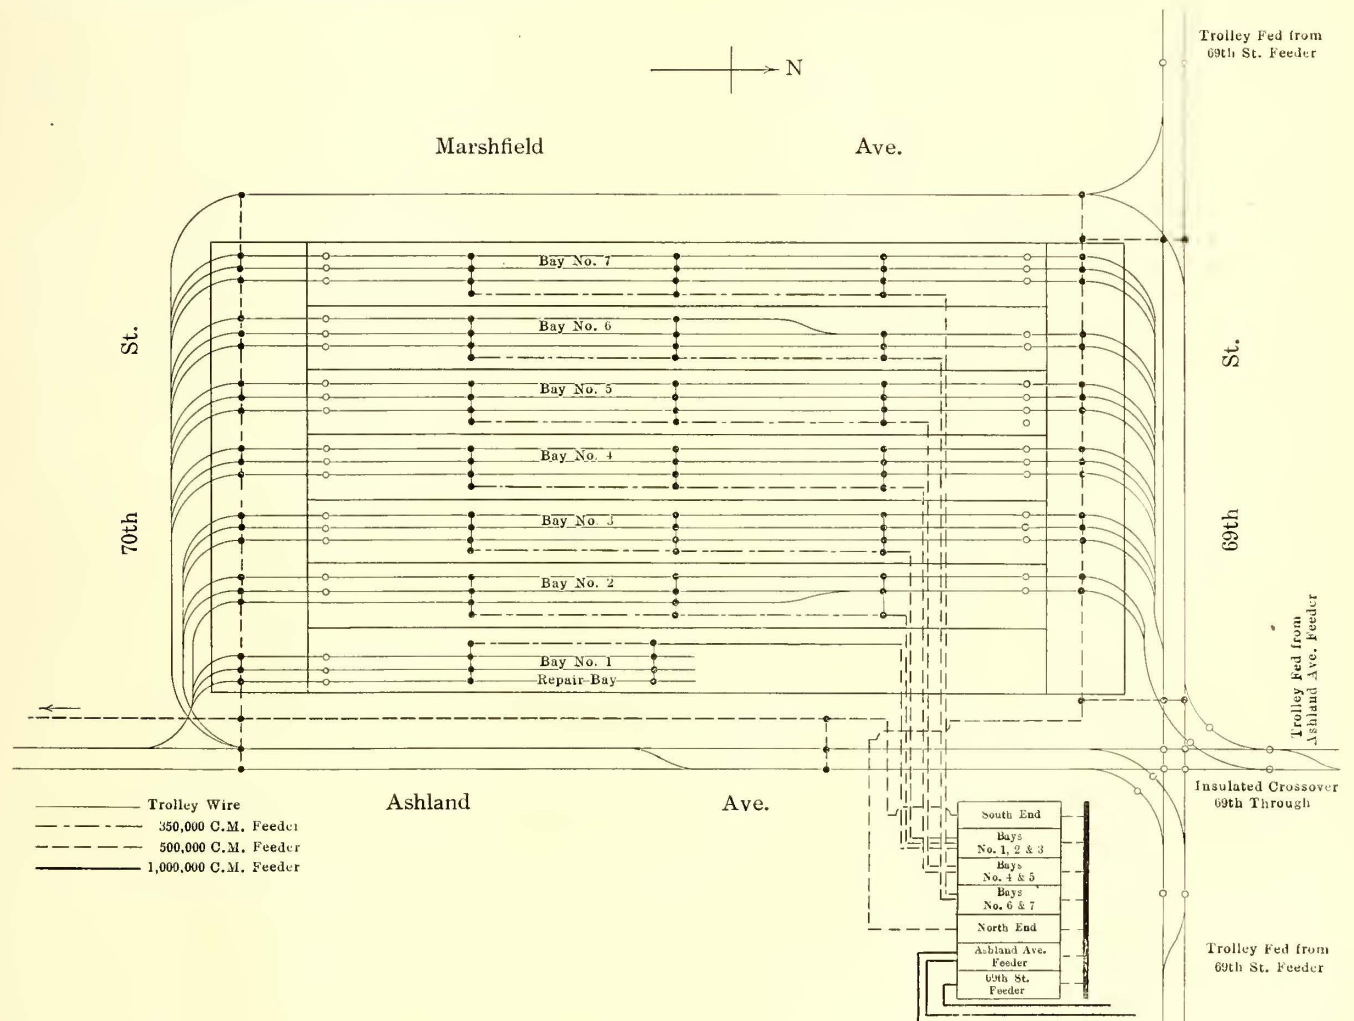 Trolley Fed from
69th St. Feeder
N
Marshfield Ave.
Bay No. 7
Bay No. 6
Bay No. 5
Bay No. 4
Bay No. 3
Bay No. 2
Bay No. 1
Repair Bay
70th St.
69th St.
Trolley Fed from
Ashland Ave. Feeder
Insulated Crossover
69th Through
Ashland Ave.
Trolley Wire
350,000 C.M. Feeder
500,000 C.M. Feeder
1,000,000 C.M. Feeder
South End
Bays
No. 1, 2 & 3
Bays
No. 4 & 5
Bays
No. 6 & 7
North End
Ashland Ave.
Feeder
69th St.
Feeder
Trolley Fed from
69th St. Feeder